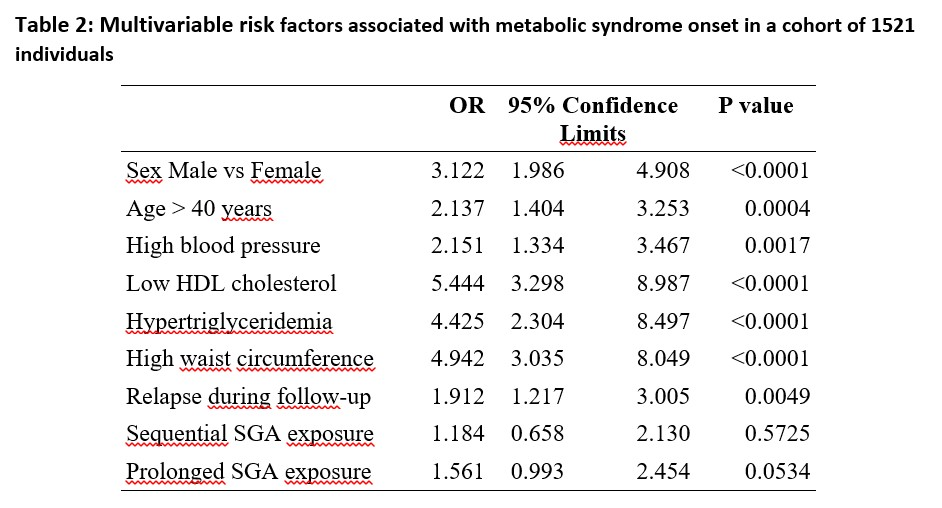 Table 2: Multivariable risk factors associated with metabolic syndrome onset in a cohort of 1521
individuals
OR 95% Confidence Limits P value
Sex Male vs Female 3.122 1.986 4.908 <0.0001
Age > 40 years 2.137 1.404 3.253 0.0004
High blood pressure 2.151 1.334 3.467 0.0017
Low HDL cholesterol 5.444 3.298 8.987 <0.0001
Hypertriglyceridemia 4.425 2.304 8.497 <0.0001
High waist circumference 4.942 3.035 8.049 <0.0001
Relapse during follow-up 1.912 1.217 3.005 0.0049
Sequential SGA exposure 1.184 0.658 2.130 0.5725
Prolonged SGA exposure 1.561 0.993 2.454 0.0534